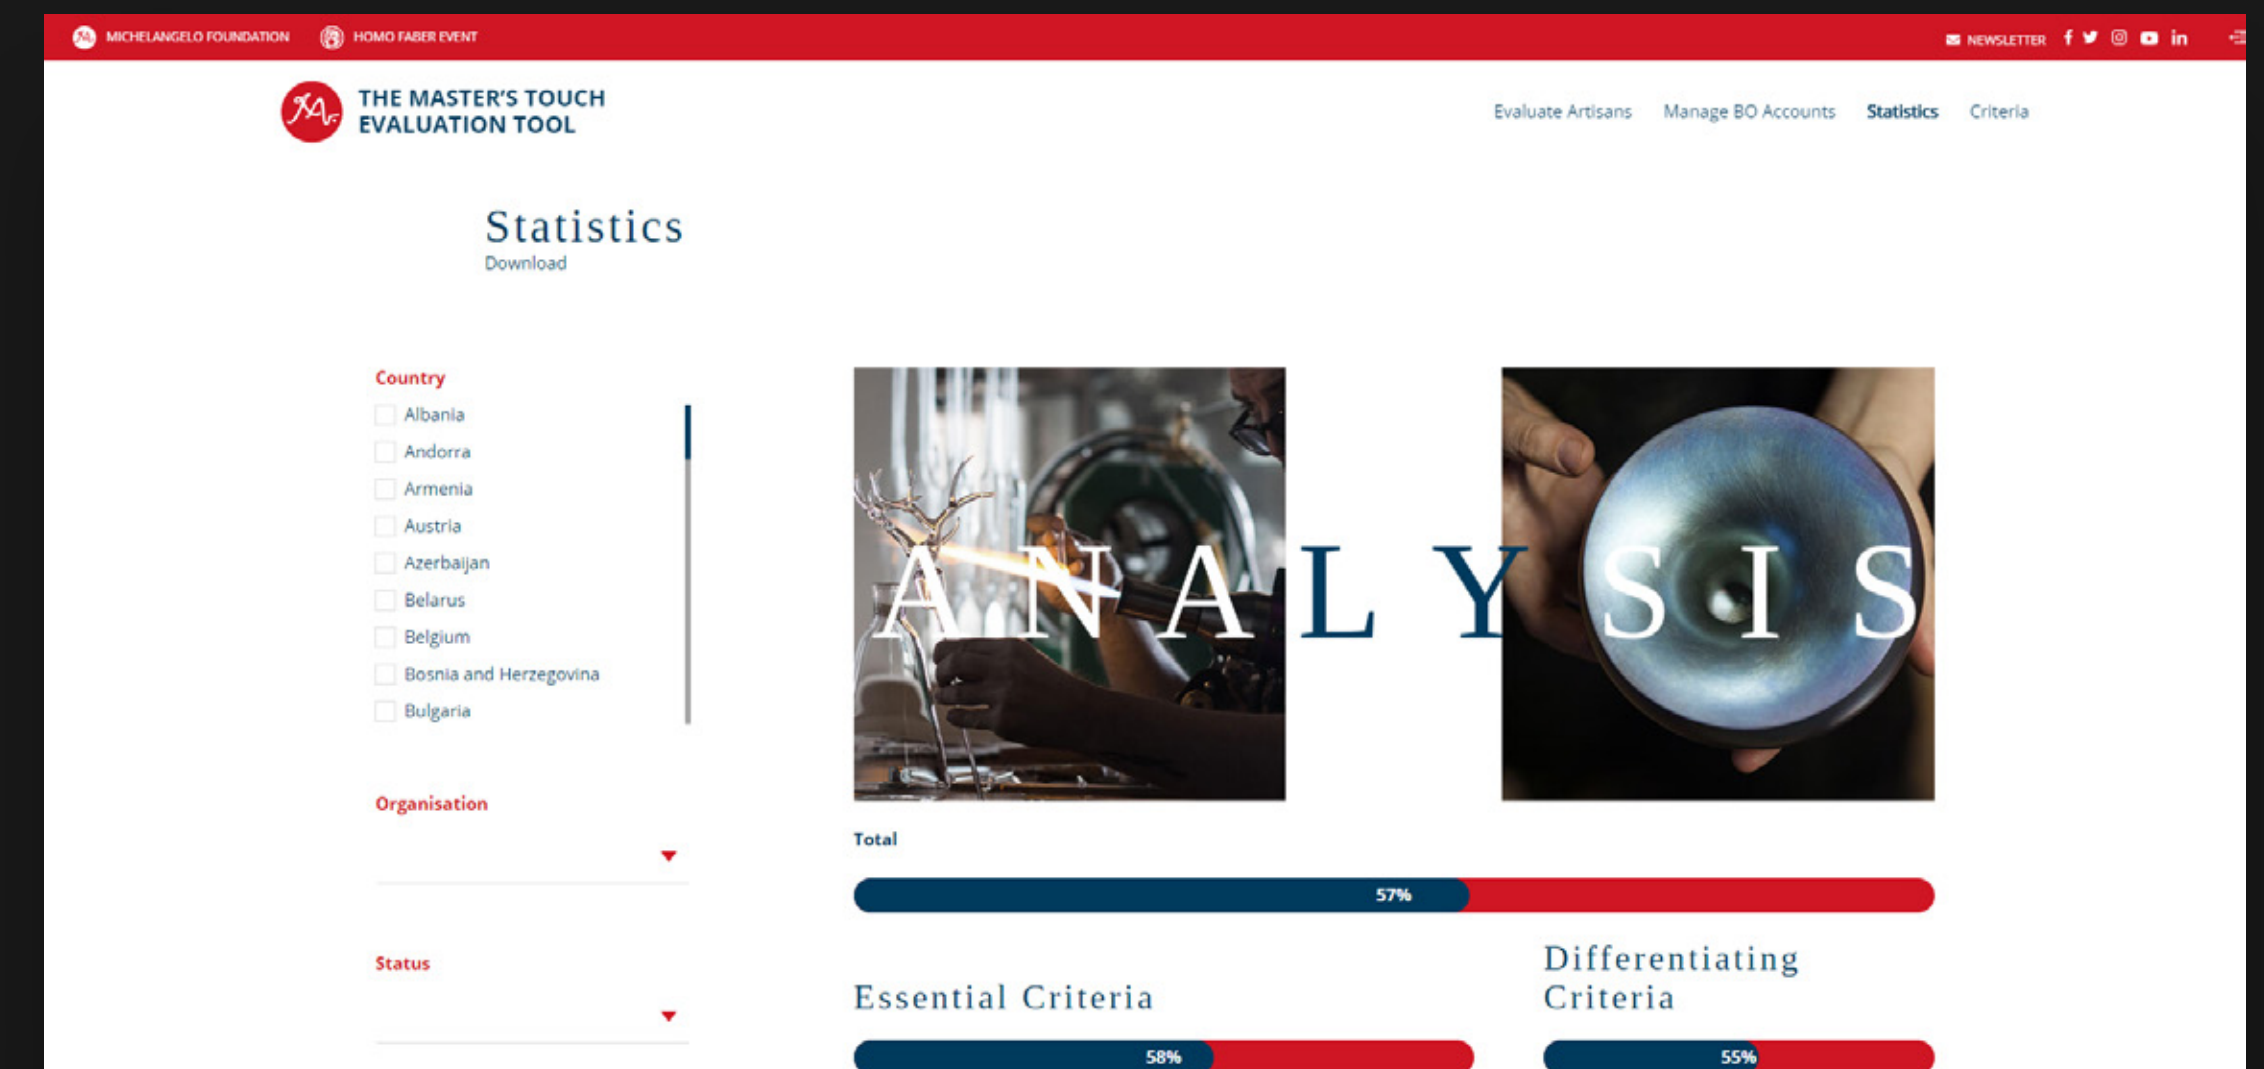 MICHELANGELO FOUNDATION HOMO FABER EVENT NEWSLETTER
THE MASTER'S TOUCH
EVALUATION TOOL
Evaluate Artisans Manage BO Accounts Statistics Criteria
Statistics
Download
Country
Albania
Andorra
Armenia
Austria
Azerbaijan
Belarus
Belgium
Bosnia and Herzegovina
Bulgaria
Organisation
Status
ANALYSIS
Total
57%
Essential Criteria
58%
Differentiating
Criteria
55%